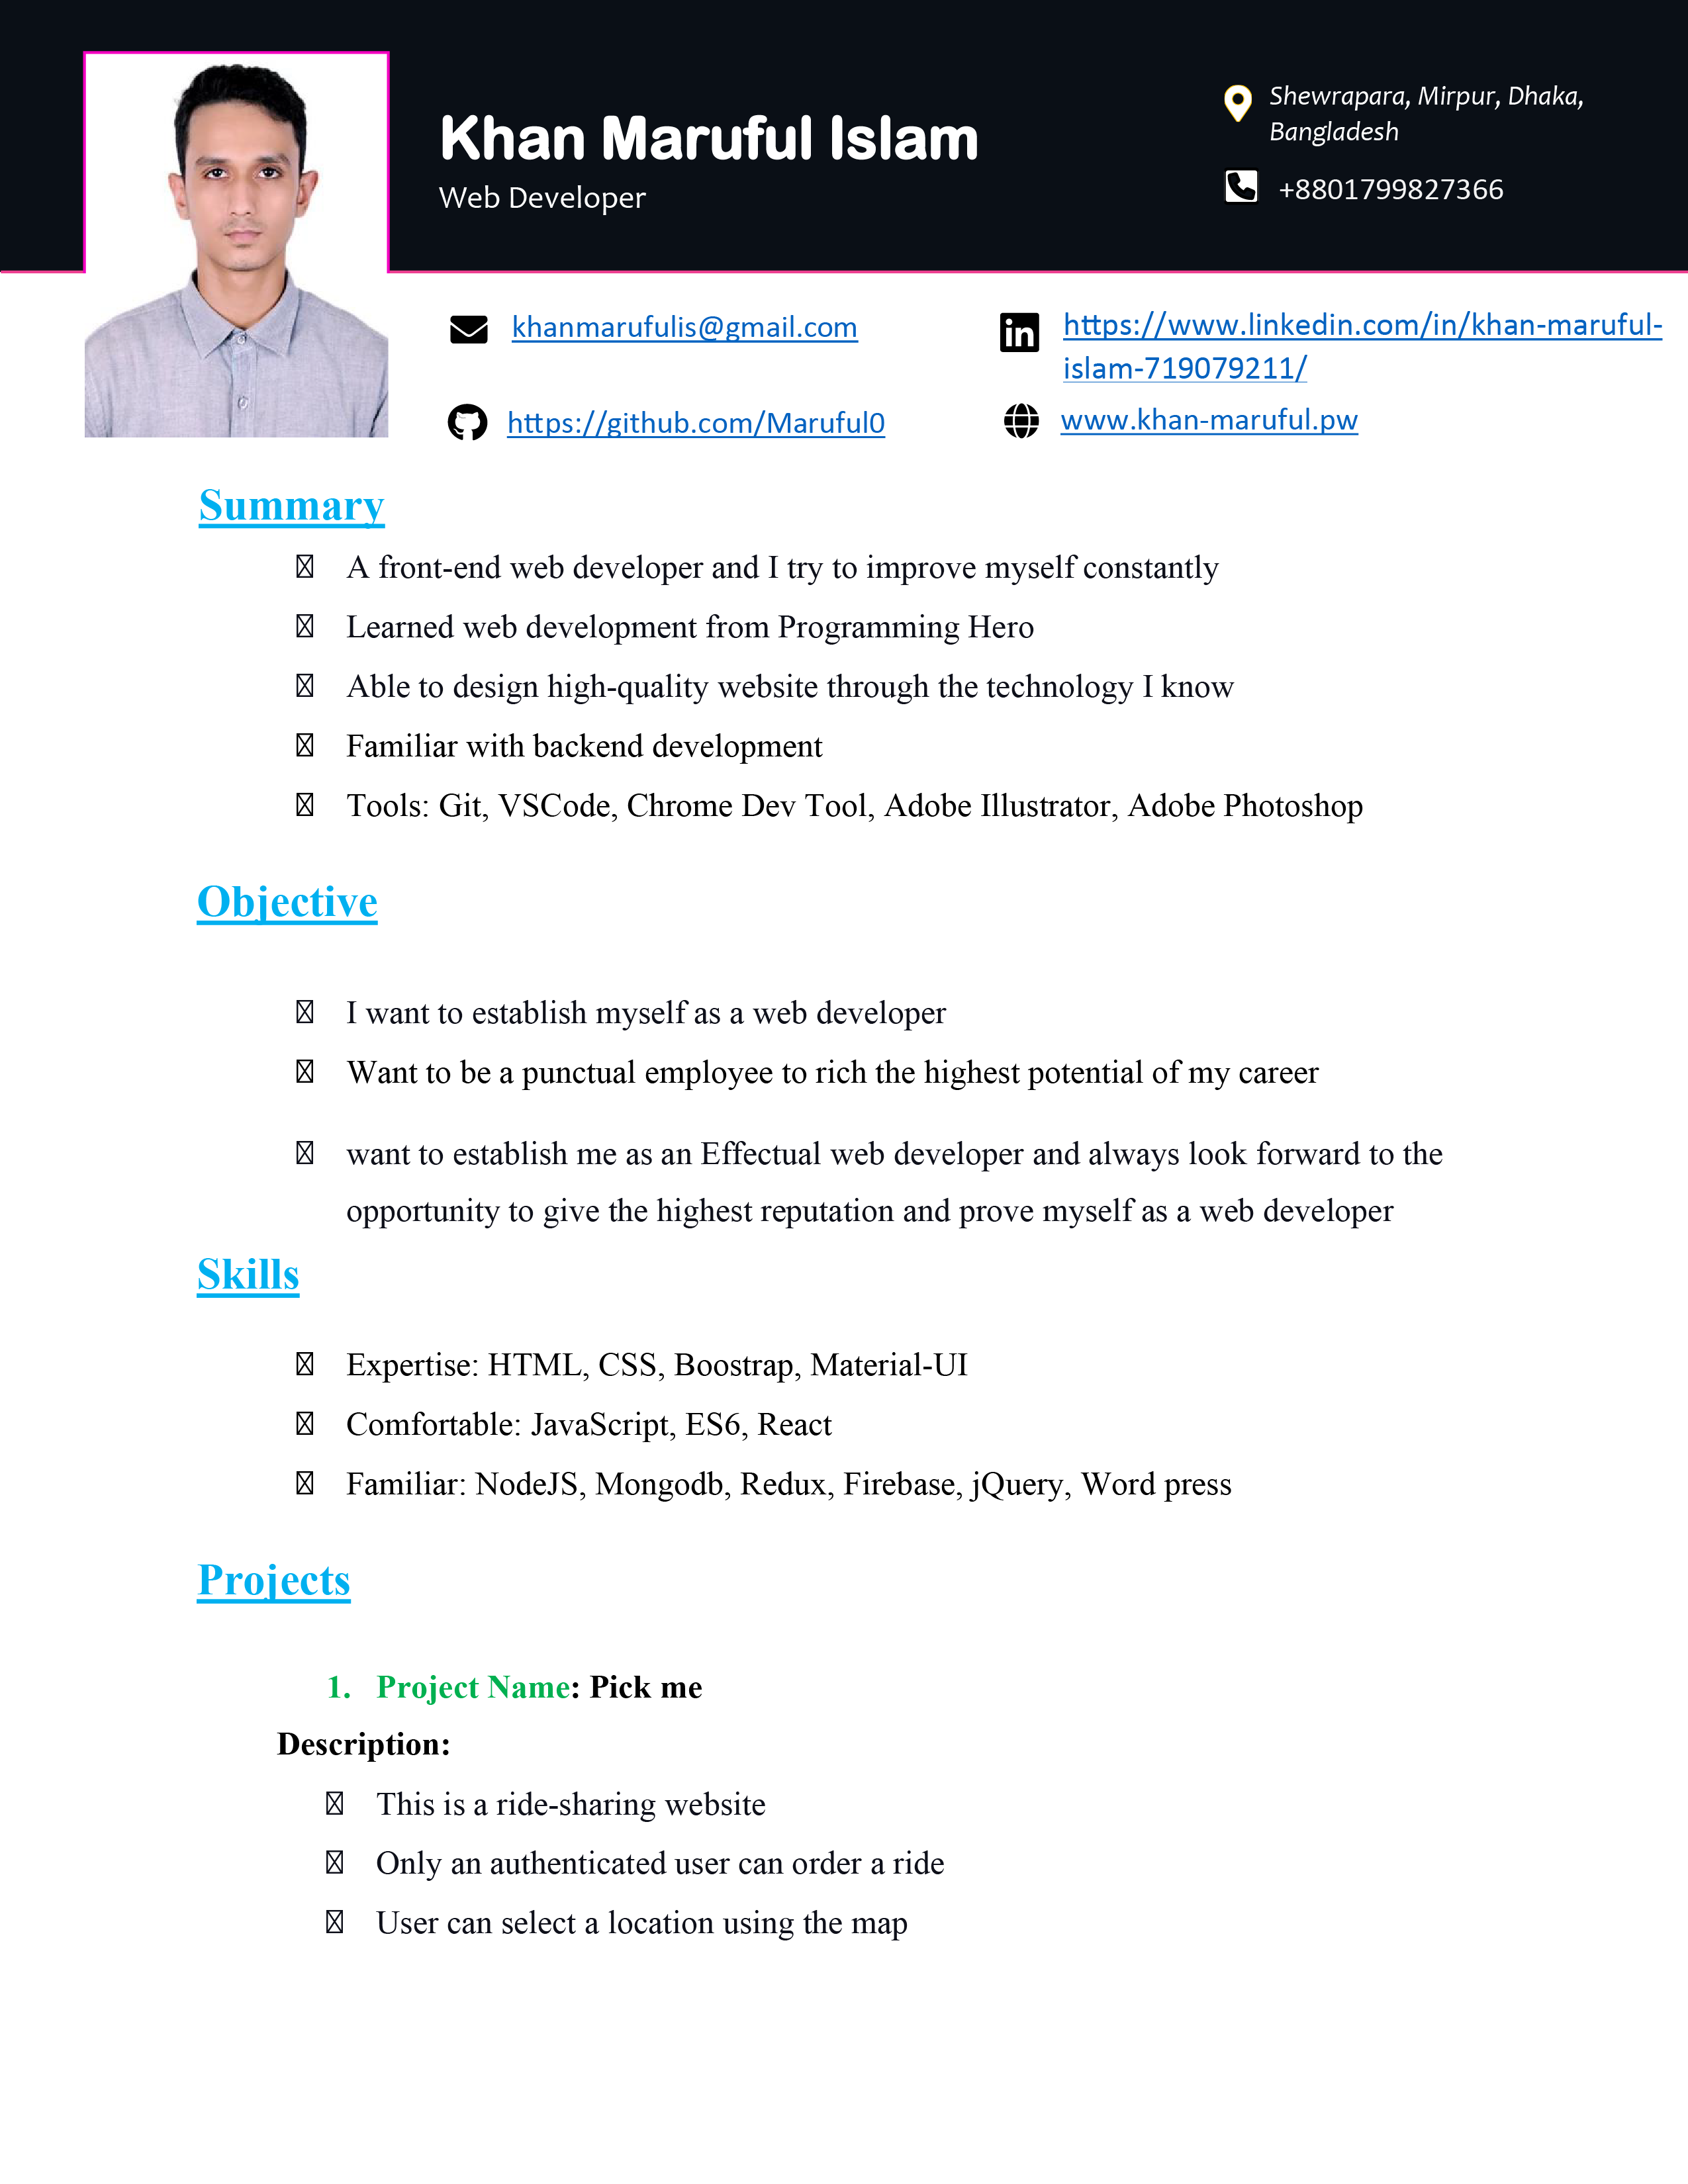 Khan Maruful Islam
Web Developer
Shewrapara, Mirpur, Dhaka,
Bangladesh
+8801799827366
khanmarufulis@gmail.com
https://www.linkedin.com/in/khan-maruful-
islam-719079211/
https://github.com/Maruful0
www.khan-maruful.pw
Summary
A front-end web developer and I try to improve myself constantly
Learned web development from Programming Hero
Able to design high-quality website through the technology I know
Familiar with backend development
Tools: Git, VSCode, Chrome Dev Tool, Adobe Illustrator, Adobe Photoshop
Objective
I want to establish myself as a web developer
Want to be a punctual employee to rich the highest potential of my career
want to establish me as an Effectual web developer and always look forward to the
opportunity to give the highest reputation and prove myself as a web developer
Skills
Expertise: HTML, CSS, Boostrap, Material-UI
Comfortable: JavaScript, ES6, React
Familiar: NodeJS, Mongodb, Redux, Firebase, jQuery, Word press
Projects
1. Project Name: Pick me
Description:
This is a ride-sharing website
Only an authenticated user can order a ride
User can select a location using the map